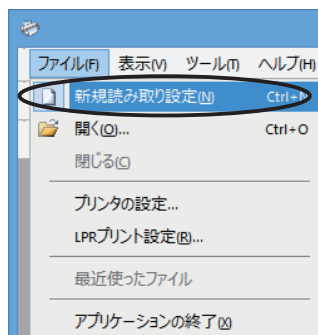 ファイル(F) 表示(V) ツール(T) ヘルプ(H)
新規読み取り設定(N) Ctrl+N
開く(O)... Ctrl+O
閉じる(C)
プリンタの設定...
LPRプリント設定(R)...
最近使ったファイル
アプリケーションの終了(X)